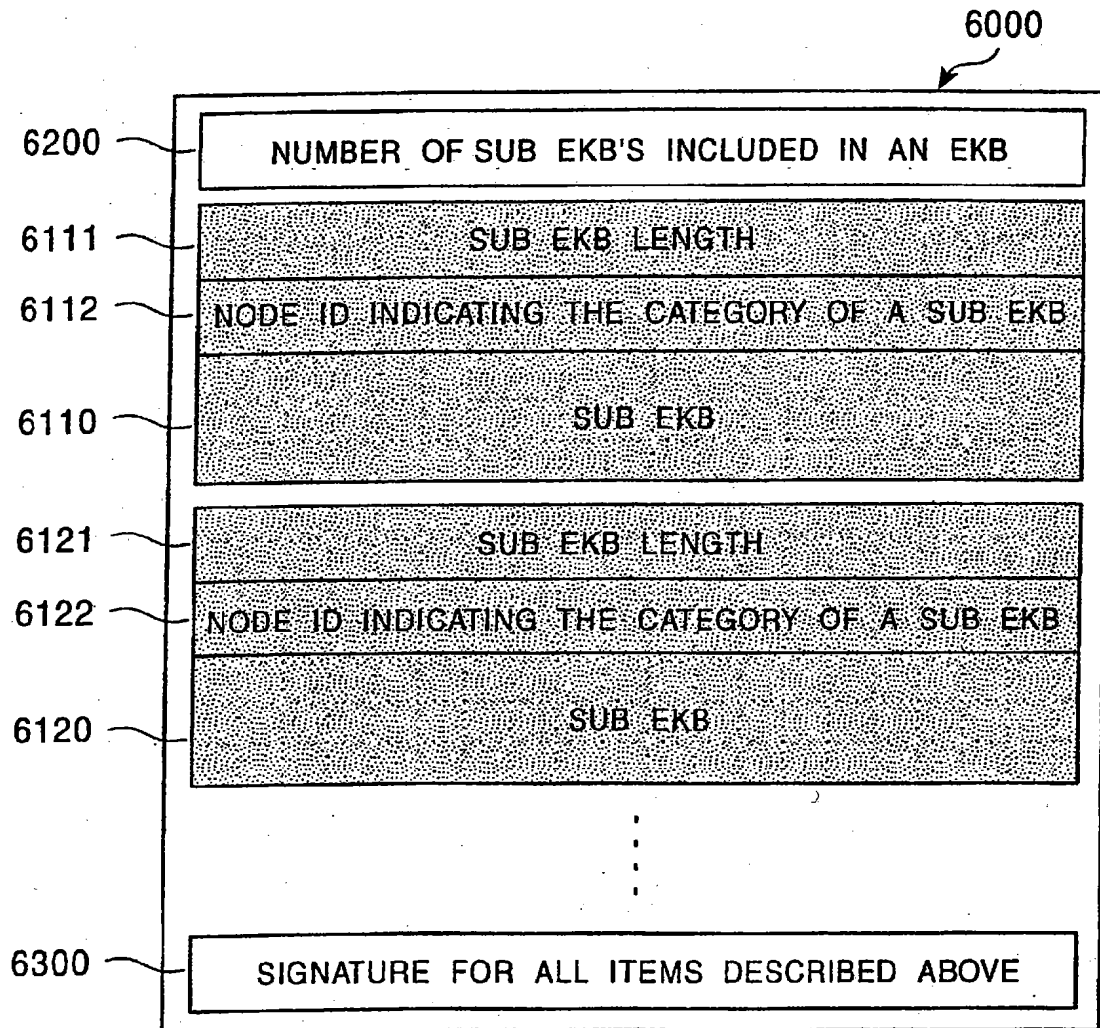 6000
6200 NUMBER OF SUB EKB'S INCLUDED IN AN EKB
6111 SUB EKB LENGTH
6112 NODE ID INDICATING THE CATEGORY OF A SUB EKB
6110 SUB EKB
6121 SUB EKB LENGTH
6122 NODE ID INDICATING THE CATEGORY OF A SUB EKB
6120 SUB EKB
6300 SIGNATURE FOR ALL ITEMS DESCRIBED ABOVE